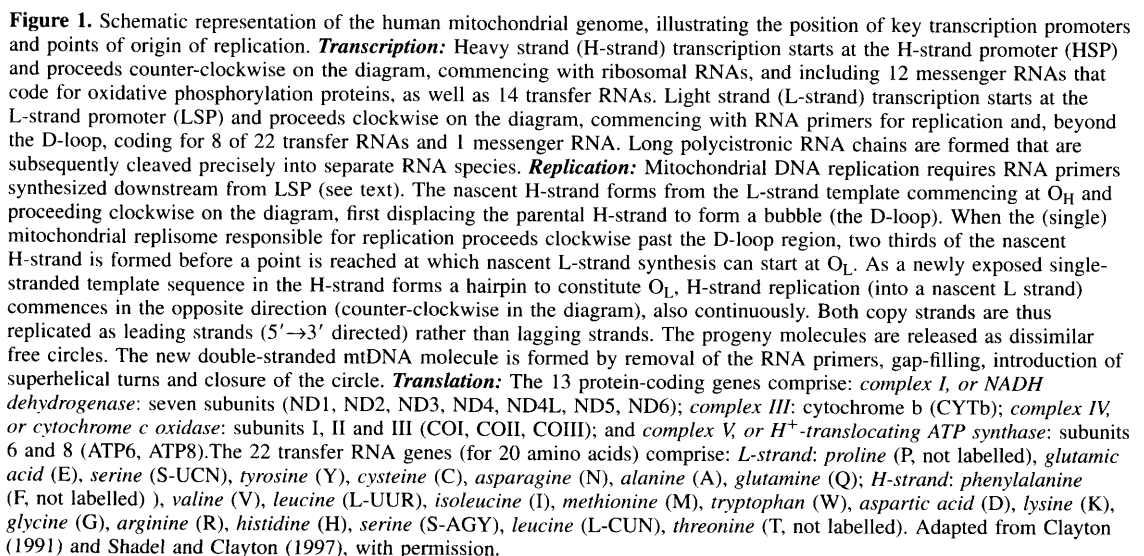 Figure 1. Schematic representation of the human mitochondrial genome, illustrating the position of key transcription promoters
and points of origin of replication. Transcription: Heavy strand (H-strand) transcription starts at the H-strand promoter (HSP)
and proceeds counter-clockwise on the diagram, commencing with ribosomal RNAs, and including 12 messenger RNAs that
code for oxidative phosphorylation proteins, as well as 14 transfer RNAs. Light strand (L-strand) transcription starts at the
L-strand promoter (LSP) and proceeds clockwise on the diagram, commencing with RNA primers for replication and, beyond
the D-loop, coding for 8 of 22 transfer RNAs and 1 messenger RNA. Long polycistronic RNA chains are formed that are
subsequently cleaved precisely into separate RNA species. Replication: Mitochondrial DNA replication requires RNA primers
synthesized downstream from LSP (see text). The nascent H-strand forms from the L-strand template commencing at OH and
proceeding clockwise on the diagram, first displacing the parental H-strand to form a bubble (the D-loop). When the (single)
mitochondrial replisome responsible for replication proceeds clockwise past the D-loop region, two thirds of the nascent
H-strand is formed before a point is reached at which nascent L-strand synthesis can start at OL. As a newly exposed single-
stranded template sequence in the H-strand forms a hairpin to constitute OL, H-strand replication (into a nascent L strand)
commences in the opposite direction (counter-clockwise in the diagram), also continuously. Both copy strands are thus
replicated as leading strands (5′→3′ directed) rather than lagging strands. The progeny molecules are released as dissimilar
free circles. The new double-stranded mtDNA molecule is formed by removal of the RNA primers, gap-filling, introduction of
superhelical turns and closure of the circle. Translation: The 13 protein-coding genes comprise: complex I, or NADH
dehydrogenase: seven subunits (ND1, ND2, ND3, ND4, ND4L, ND5, ND6); complex III: cytochrome b (CYTb); complex IV,
or cytochrome c oxidase: subunits I, II and III (COI, COII, COIII); and complex V, or H+-translocating ATP synthase: subunits
6 and 8 (ATP6, ATP8).The 22 transfer RNA genes (for 20 amino acids) comprise: L-strand: proline (P, not labelled), glutamic
acid (E), serine (S-UCN), tyrosine (Y), cysteine (C), asparagine (N), alanine (A), glutamine (Q); H-strand: phenylalanine
(F, not labelled) ), valine (V), leucine (L-UUR), isoleucine (I), methionine (M), tryptophan (W), aspartic acid (D), lysine (K),
glycine (G), arginine (R), histidine (H), serine (S-AGY), leucine (L-CUN), threonine (T, not labelled). Adapted from Clayton
(1991) and Shadel and Clayton (1997), with permission.